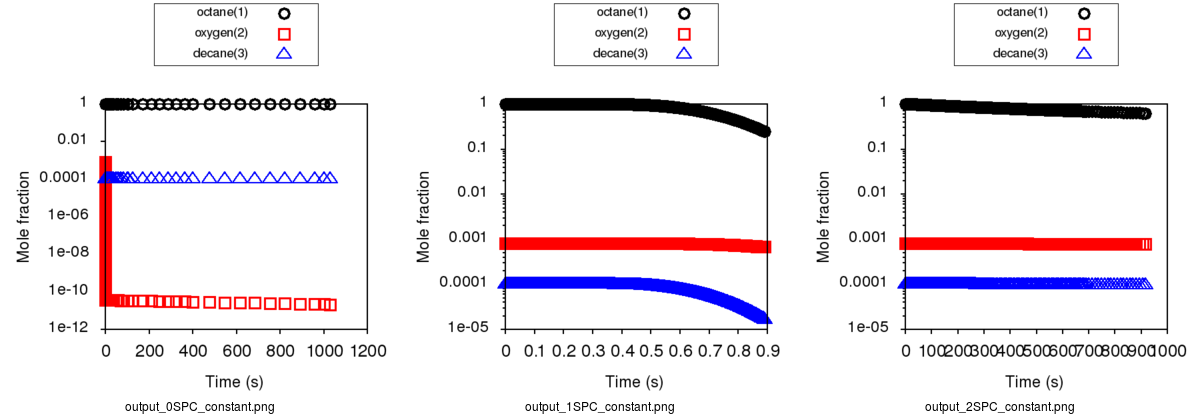 octane(1)
oxygen(2)
decane(3)
1
0.01
0.0001
1e-06
1e-08
1e-10
1e-12
Mole fraction
0 200 400 600 800 1000 1200
Time (s)
output_0SPC_constant.png
octane(1)
oxygen(2)
decane(3)
1
0.1
0.01
0.001
0.0001
1e-05
Mole fraction
0 0.1 0.2 0.3 0.4 0.5 0.6 0.7 0.8 0.9
Time (s)
output_1SPC_constant.png
octane(1)
oxygen(2)
decane(3)
1
0.1
0.01
0.001
0.0001
1e-05
Mole fraction
0 100 200 300 400 500 600 700 800 900 1000
Time (s)
output_2SPC_constant.png